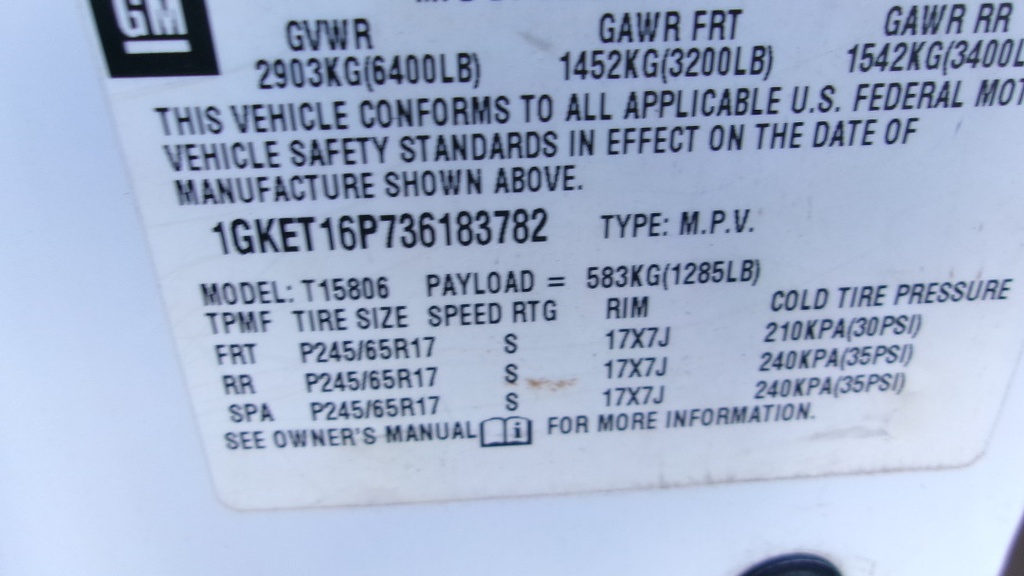 GM
GVWR GAWR FRT GAWR RR
2903KG(6400LB) 1452KG(3200LB) 1542KG(3400L
THIS VEHICLE CONFORMS TO ALL APPLICABLE U.S. FEDERAL MOT
VEHICLE SAFETY STANDARDS IN EFFECT ON THE DATE OF
MANUFACTURE SHOWN ABOVE.
1GKET16P736183782 TYPE: M.P.V.
MODEL: T15806 PAYLOAD = 583KG(1285LB)
TPMF TIRE SIZE SPEED RTG RIM COLD TIRE PRESSURE
FRT P245/65R17 S 17X7J 210KPA(30PSI)
RR P245/65R17 S 17X7J 240KPA(35PSI)
SPA P245/65R17 S 17X7J 240KPA(35PSI)
SEE OWNER'S MANUAL i FOR MORE INFORMATION.